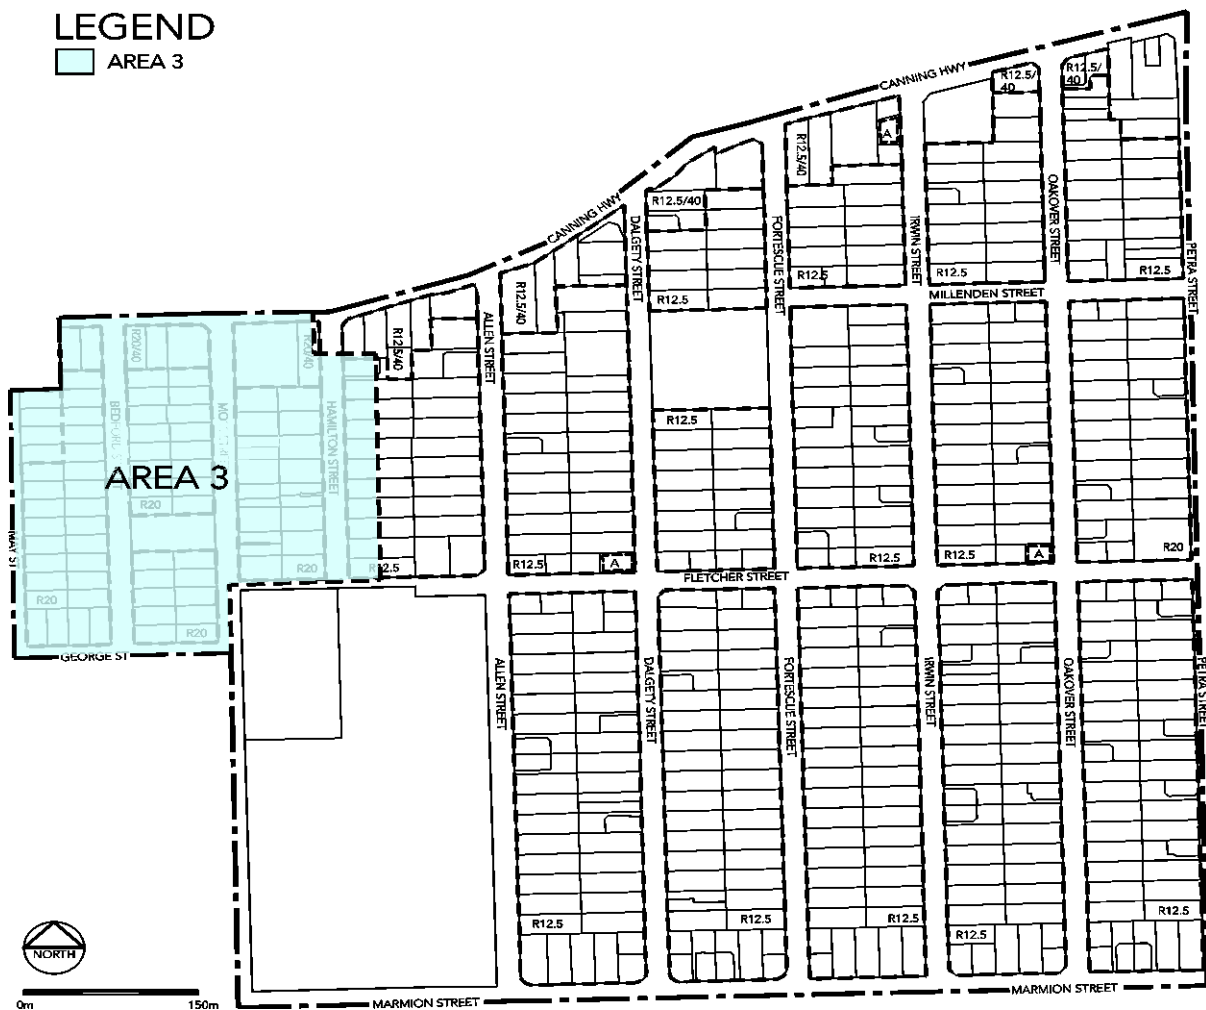 LEGEND
AREA 3
CANNING HWY
R12.5/
40
R12.5/
40
A
R12.5/40
R12.5/40
CANNING HWY
DALGETY STREET
FORTESCUE STREET
IRWIN STREET
OAKOVER STREET
PETRA STREET
R12.5
R12.5
R12.5
R12.5
MILLENDEN STREET
R12.5/40
ALLEN STREET
R12.5/40
R20/40
R20/40
HAMILTON STREET
R12.5
AREA 3
R20
MAY ST
R20
R12.5
R12.5
A
R12.5
R12.5
A
R20
FLETCHER STREET
R20
R20
GEORGE ST
ALLEN STREET
DALGETY STREET
FORTESCUE STREET
IRWIN STREET
OAKOVER STREET
PETRA STREET
R12.5
R12.5
R12.5
R12.5
R12.5
NORTH
0m
150m
MARMION STREET
MARMION STREET